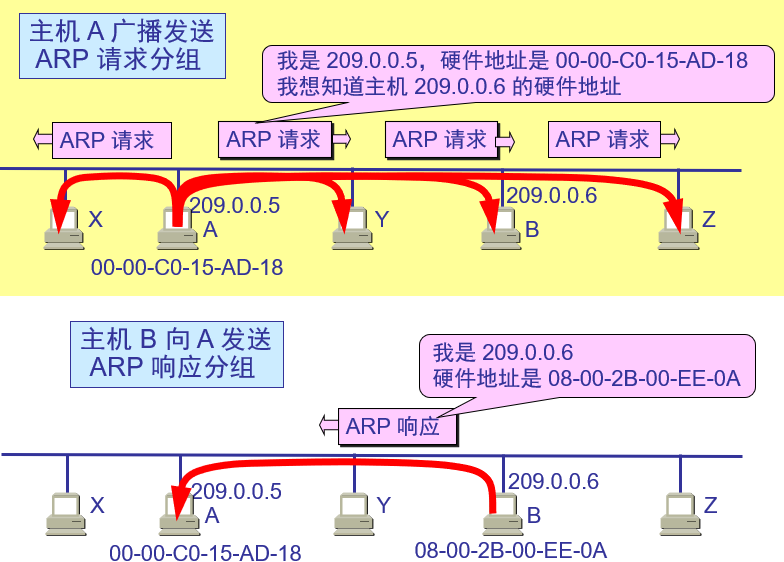 主机 A 广播发送
ARP 请求分组
我是 209.0.0.5，硬件地址是 00-00-C0-15-AD-18
我想知道主机 209.0.0.6 的硬件地址
ARP 请求
ARP 请求
ARP 请求
ARP 请求
209.0.0.5
209.0.0.6
X
A
Y
B
Z
00-00-C0-15-AD-18
主机 B 向 A 发送
ARP 响应分组
我是 209.0.0.6
硬件地址是 08-00-2B-00-EE-0A
ARP 响应
209.0.0.5
209.0.0.6
X
A
Y
B
Z
00-00-C0-15-AD-18
08-00-2B-00-EE-0A